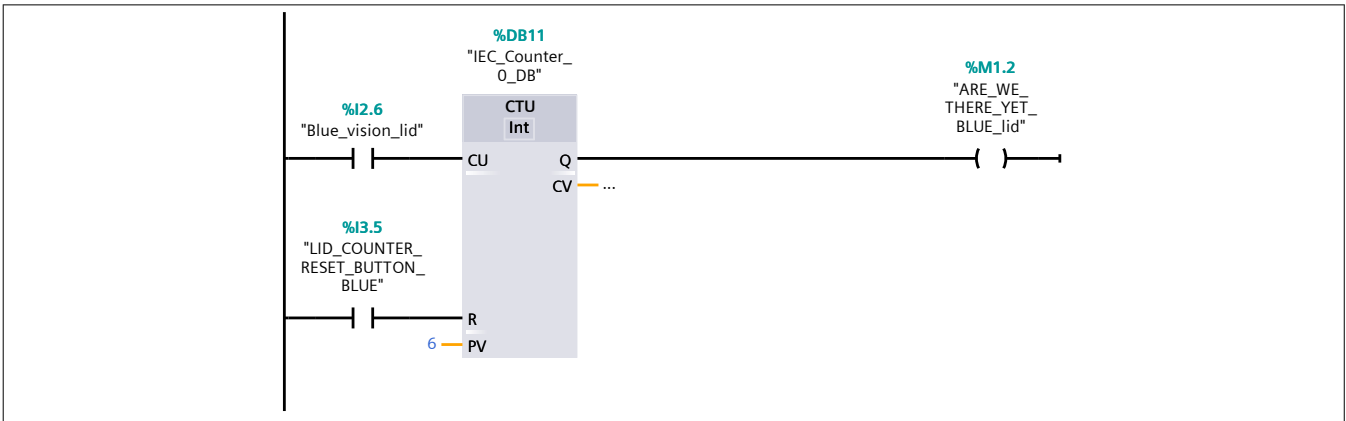 %DB11
"IEC_Counter_
0_DB"
%M1.2
"ARE_WE_
THERE_YET_
BLUE_lid"
CTU
Int
%I2.6
"Blue_vision_lid"
CU
Q
CV
...
%I3.5
"LID_COUNTER_
RESET_BUTTON_
BLUE"
R
6
PV